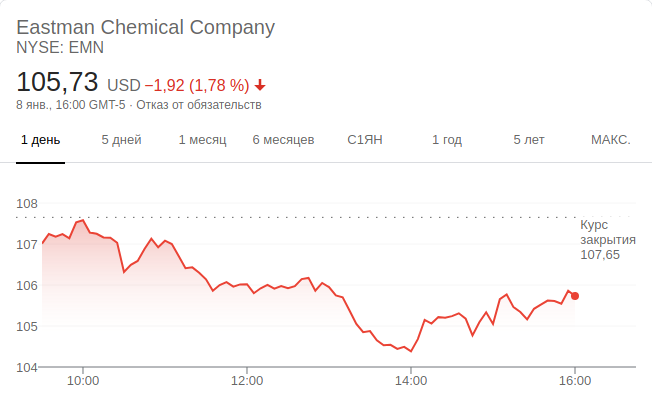 Eastman Chemical Company
NYSE: EMN
105,73 USD −1,92 (1,78 %)
8 янв., 16:00 GMT-5 · Отказ от обязательств
1 день 5 дней 1 месяц 6 месяцев С1ЯН 1 год 5 лет МАКС.
108
107
106
105
104
Курс
закрытия
107,65
10:00 12:00 14:00 16:00